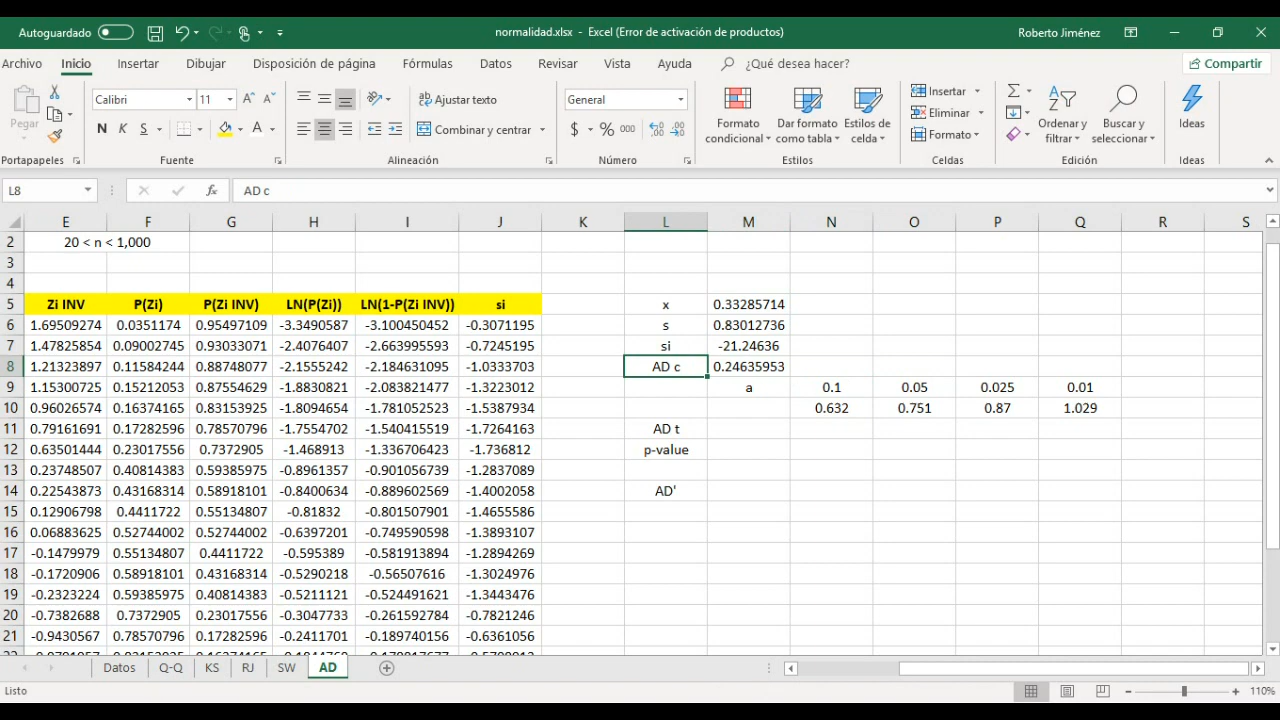 Autoguardado normalidad.xlsx - Excel (Error de activación de productos) Roberto Jiménez
Archivo Inicio Insertar Dibujar Disposición de página Fórmulas Datos Revisar Vista Ayuda ¿Qué desea hacer? Compartir
Pegar
Calibri 11
N K S
A A
A
ab Ajustar texto
Combinar y centrar
General
$ % 000
Formato condicional
Dar formato como tabla
Estilos de celda
Insertar
Eliminar
Formato
Ordenar y filtrar
Buscar y seleccionar
Ideas
Portapapeles Fuente Alineación Número Estilos Celdas Edición Ideas
L8 fx AD c
E F G H I J K L M N O P Q R S
2 20 < n < 1,000
3
4
5 Zi INV P(Zi) P(Zi INV) LN(P(Zi)) LN(1-P(Zi INV)) si x 0.33285714
6 1.69509274 0.0351174 0.95497109 -3.3490587 -3.100450452 -0.3071195 s 0.83012736
7 1.47825854 0.09002745 0.93033071 -2.4076407 -2.663995593 -0.7245195 si -21.24636
8 1.21323897 0.11584244 0.88748077 -2.1555242 -2.184631095 -1.0333703 AD c 0.24635953
9 1.15300725 0.15212053 0.87554629 -1.8830821 -2.083821477 -1.3223012 a 0.1 0.05 0.025 0.01
10 0.96026574 0.16374165 0.83153925 -1.8094654 -1.781052523 -1.5387934 0.632 0.751 0.87 1.029
11 0.79161691 0.17282596 0.78570796 -1.7554702 -1.540415519 -1.7264163 AD t
12 0.63501444 0.23017556 0.7372905 -1.468913 -1.336706423 -1.736812 p-value
13 0.23748507 0.40814383 0.59385975 -0.8961357 -0.901056739 -1.2837089
14 0.22543873 0.43168314 0.58918101 -0.8400634 -0.889602569 -1.4002058 AD'
15 0.12906798 0.4411722 0.55134807 -0.81832 -0.801507901 -1.4655586
16 0.06883625 0.52744002 0.52744002 -0.6397201 -0.749590598 -1.3893107
17 -0.1479979 0.55134807 0.4411722 -0.595389 -0.581913894 -1.2894269
18 -0.1720906 0.58918101 0.43168314 -0.5290218 -0.56507616 -1.3024976
19 -0.2323224 0.59385975 0.40814383 -0.5211121 -0.524491621 -1.3443476
20 -0.7382688 0.7372905 0.23017556 -0.3047733 -0.261592784 -0.7821246
21 -0.9430567 0.78570796 0.17282596 -0.2411701 -0.189740156 -0.6361056
Datos Q-Q KS RJ SW AD
Listo 110%